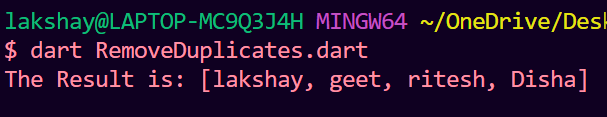 lakshay@LAPTOP-MC9Q3J4H MINGW64 ~/OneDrive/Desk
$ dart RemoveDuplicates.dart
The Result is: [lakshay, geet, ritesh, Disha]